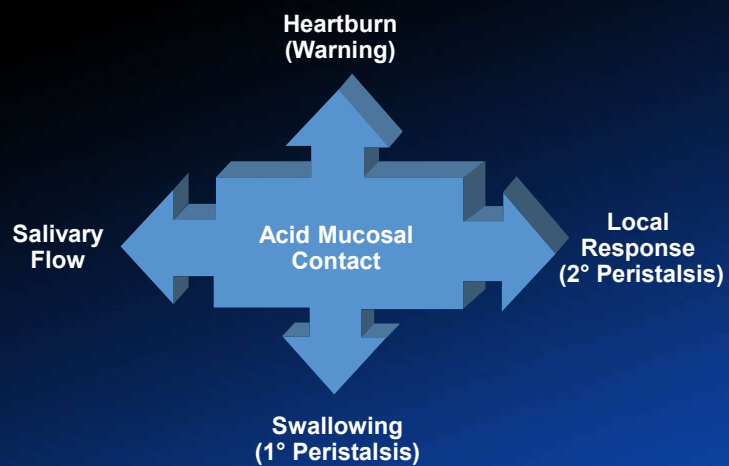 Heartburn
(Warning)
Salivary
Flow
Acid Mucosal
Contact
Local
Response
(2° Peristalsis)
Swallowing
(1° Peristalsis)